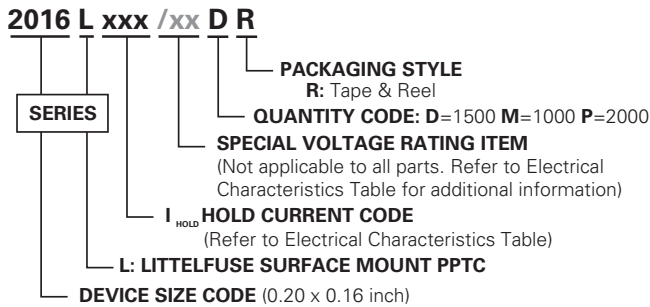 2016 L xxx /xx D R
PACKAGING STYLE
R: Tape & Reel
SERIES
QUANTITY CODE: D=1500 M=1000 P=2000
SPECIAL VOLTAGE RATING ITEM
(Not applicable to all parts. Refer to Electrical
Characteristics Table for additional information)
I HOLD HOLD CURRENT CODE
(Refer to Electrical Characteristics Table)
L: LITTELFUSE SURFACE MOUNT PPTC
DEVICE SIZE CODE (0.20 x 0.16 inch)